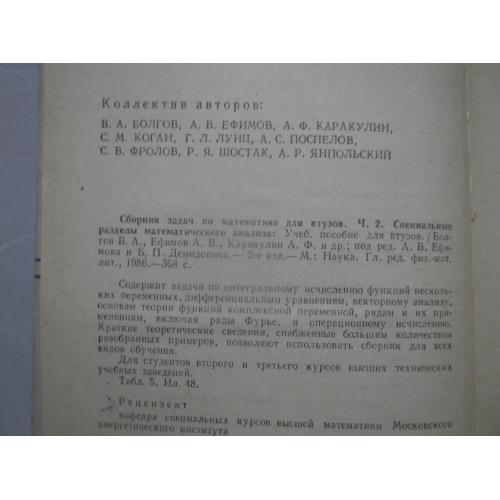 Коллектив авторов:
В. А. БОЛГОВ, А. В. ЕФИМОВ, А. Ф. КАРАКУЛИН,
С. М. КОГАН, Г. Л. ЛУНЦ, А. С. ПОСПЕЛОВ,
С. В. ФРОЛОВ, Р. Я. ШОСТАК, А. Р. ЯНПОЛЬСКИЙ
Сборник задач по математике для втузов. Ч. 2. Специальные
разделы математического анализа: Учеб. пособие для втузов./Бол-
гов В. А., Ефимов А. В., Каракулин А. Ф. и др.; под ред. А. В. Ефи-
мова и Б. П. Демидовича.— 2-е изд.— М.: Наука. Гл. ред. физ.-мат.
лит., 1986.—368 с.
Содержит задачи по интегральному исчислению функций несколь-
ких переменных, дифференциальным уравнениям, векторному анализу,
основам теории функций комплексной переменной, рядам и их при-
менениям, включая ряды Фурье, и операционному исчислению.
Краткие теоретические сведения, снабженные большим количеством
разобранных примеров, позволяют использовать сборник для всех
видов обучения.
Для студентов второго и третьего курсов высших технических
учебных заведений.
Табл. 5. Ил. 48.
Рецензент
кафедра специальных курсов высшей математики Московского
энергетического института